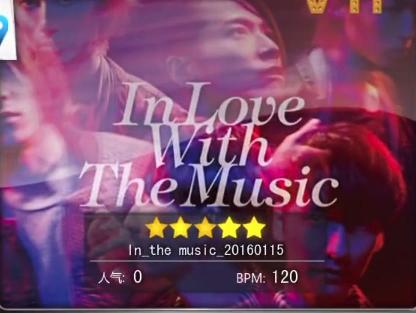 In Love
With
The Music
In_the music_20160115
人气: 0
BPM: 120